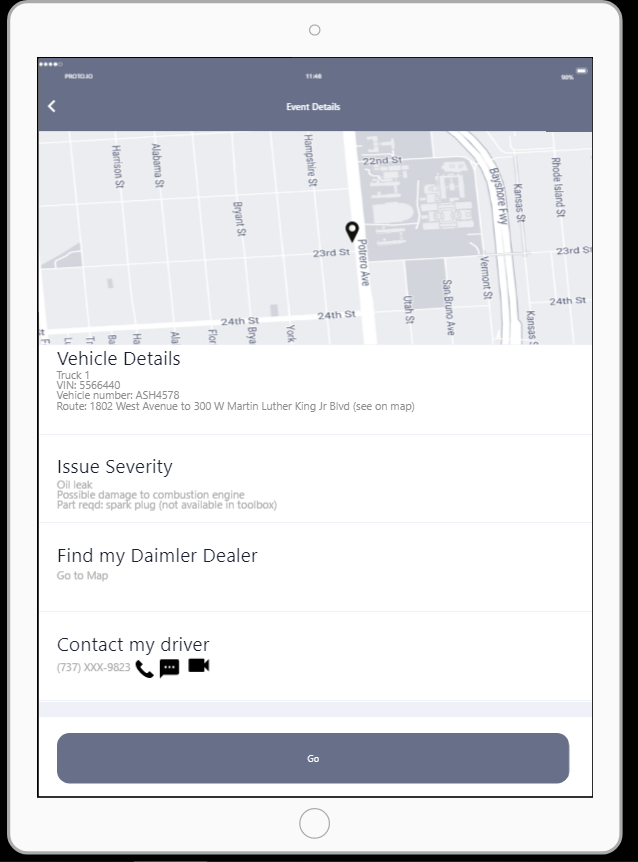 PROTO.IO 11:48 90%
Event Details
Harrison St
Alabama St
Hampshire St
22nd St
Bayshore Fwy
Kansas St
Rhode Island St
Bryant St
23rd St
Potrero Ave
23rd St
Vermont St
San Bruno Ave
Utah St
24th St
24th St
24th St
Kansas S
Ha
Ala
Flor
Brya
York
Vehicle Details
Truck 1
VIN: 5566440
Vehicle number: ASH4578
Route: 1802 West Avenue to 300 W Martin Luther King Jr Blvd (see on map)
Issue Severity
Oil leak
Possible damage to combustion engine
Part reqd: spark plug (not available in toolbox)
Find my Daimler Dealer
Go to Map
Contact my driver
(737) XXX-9823
Go